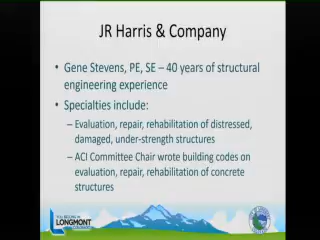 JR Harris & Company
• Gene Stevens, PE, SE – 40 years of structural
engineering experience
• Specialties include:
– Evaluation, repair, rehabilitation of distressed,
damaged, under-strength structures
– ACI Committee Chair wrote building codes on
evaluation, repair, rehabilitation of concrete
structures
LONGMONT